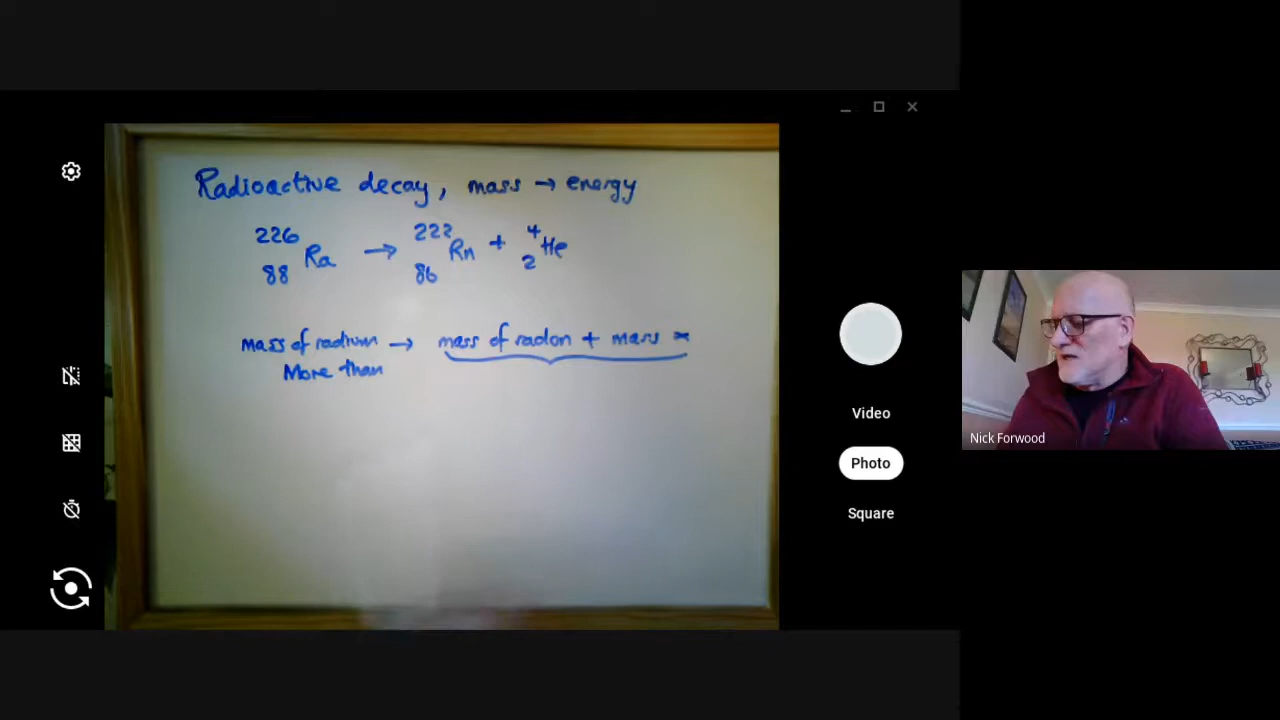 Radioactive decay, mass → energy
226 222 4
Ra → Rn + He
88 86 2
mass of radium → mass of radon + mass ∝
More than
Video
Photo
Square
Nick Forwood